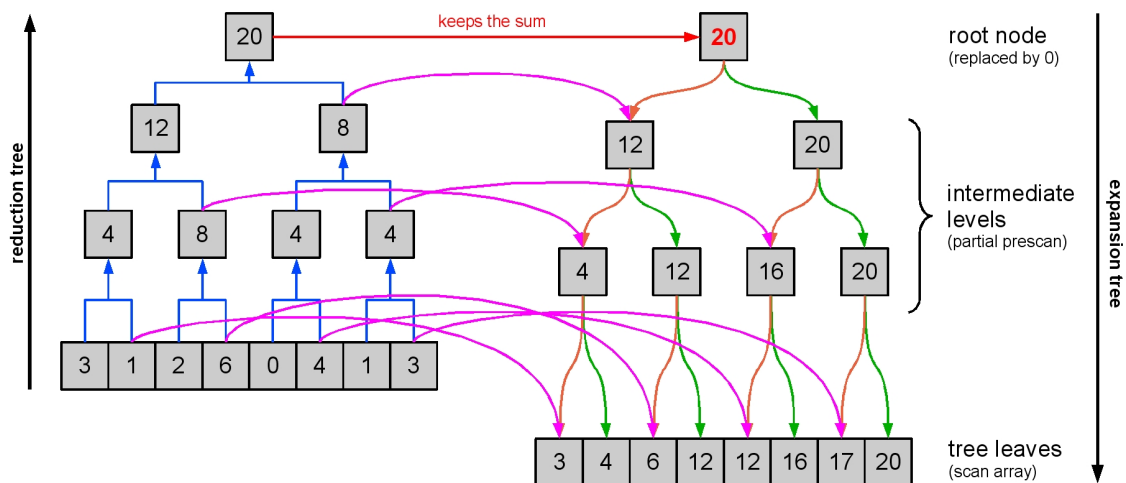 keeps the sum
20
20
root node
(replaced by 0)
12
8
12
20
reduction tree
expansion tree
intermediate
levels
(partial prescan)
4
8
4
4
4
12
16
20
3 1 2 6 0 4 1 3
3 4 6 12 12 16 17 20
tree leaves
(scan array)